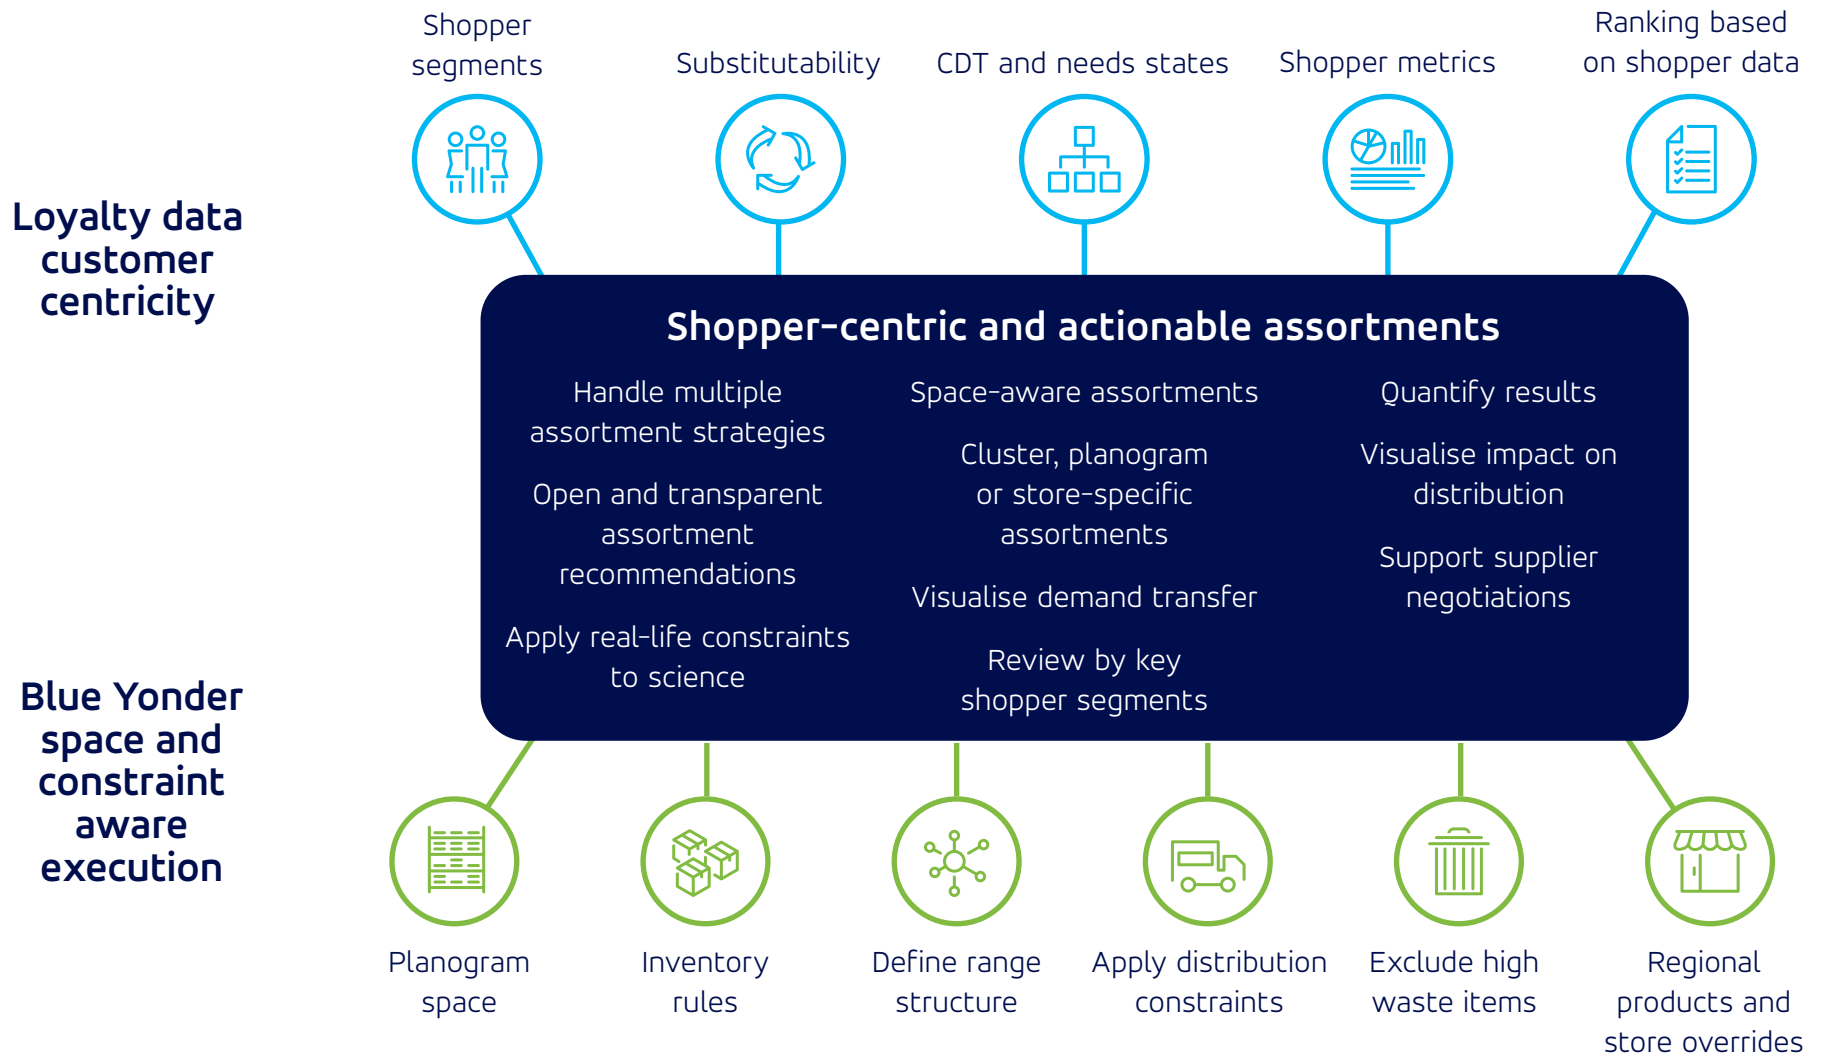 Shopper
segments
Substitutability
CDT and needs states
Shopper metrics
Ranking based
on shopper data
Loyalty data
customer
centricity
Shopper-centric and actionable assortments
Handle multiple
assortment strategies
Open and transparent
assortment
recommendations
Apply real-life constraints
to science
Space-aware assortments
Cluster, planogram
or store-specific
assortments
Visualise demand transfer
Review by key
shopper segments
Quantify results
Visualise impact on
distribution
Support supplier
negotiations
Blue Yonder
space and
constraint
aware
execution
Planogram
space
Inventory
rules
Define range
structure
Apply distribution
constraints
Exclude high
waste items
Regional
products and
store overrides